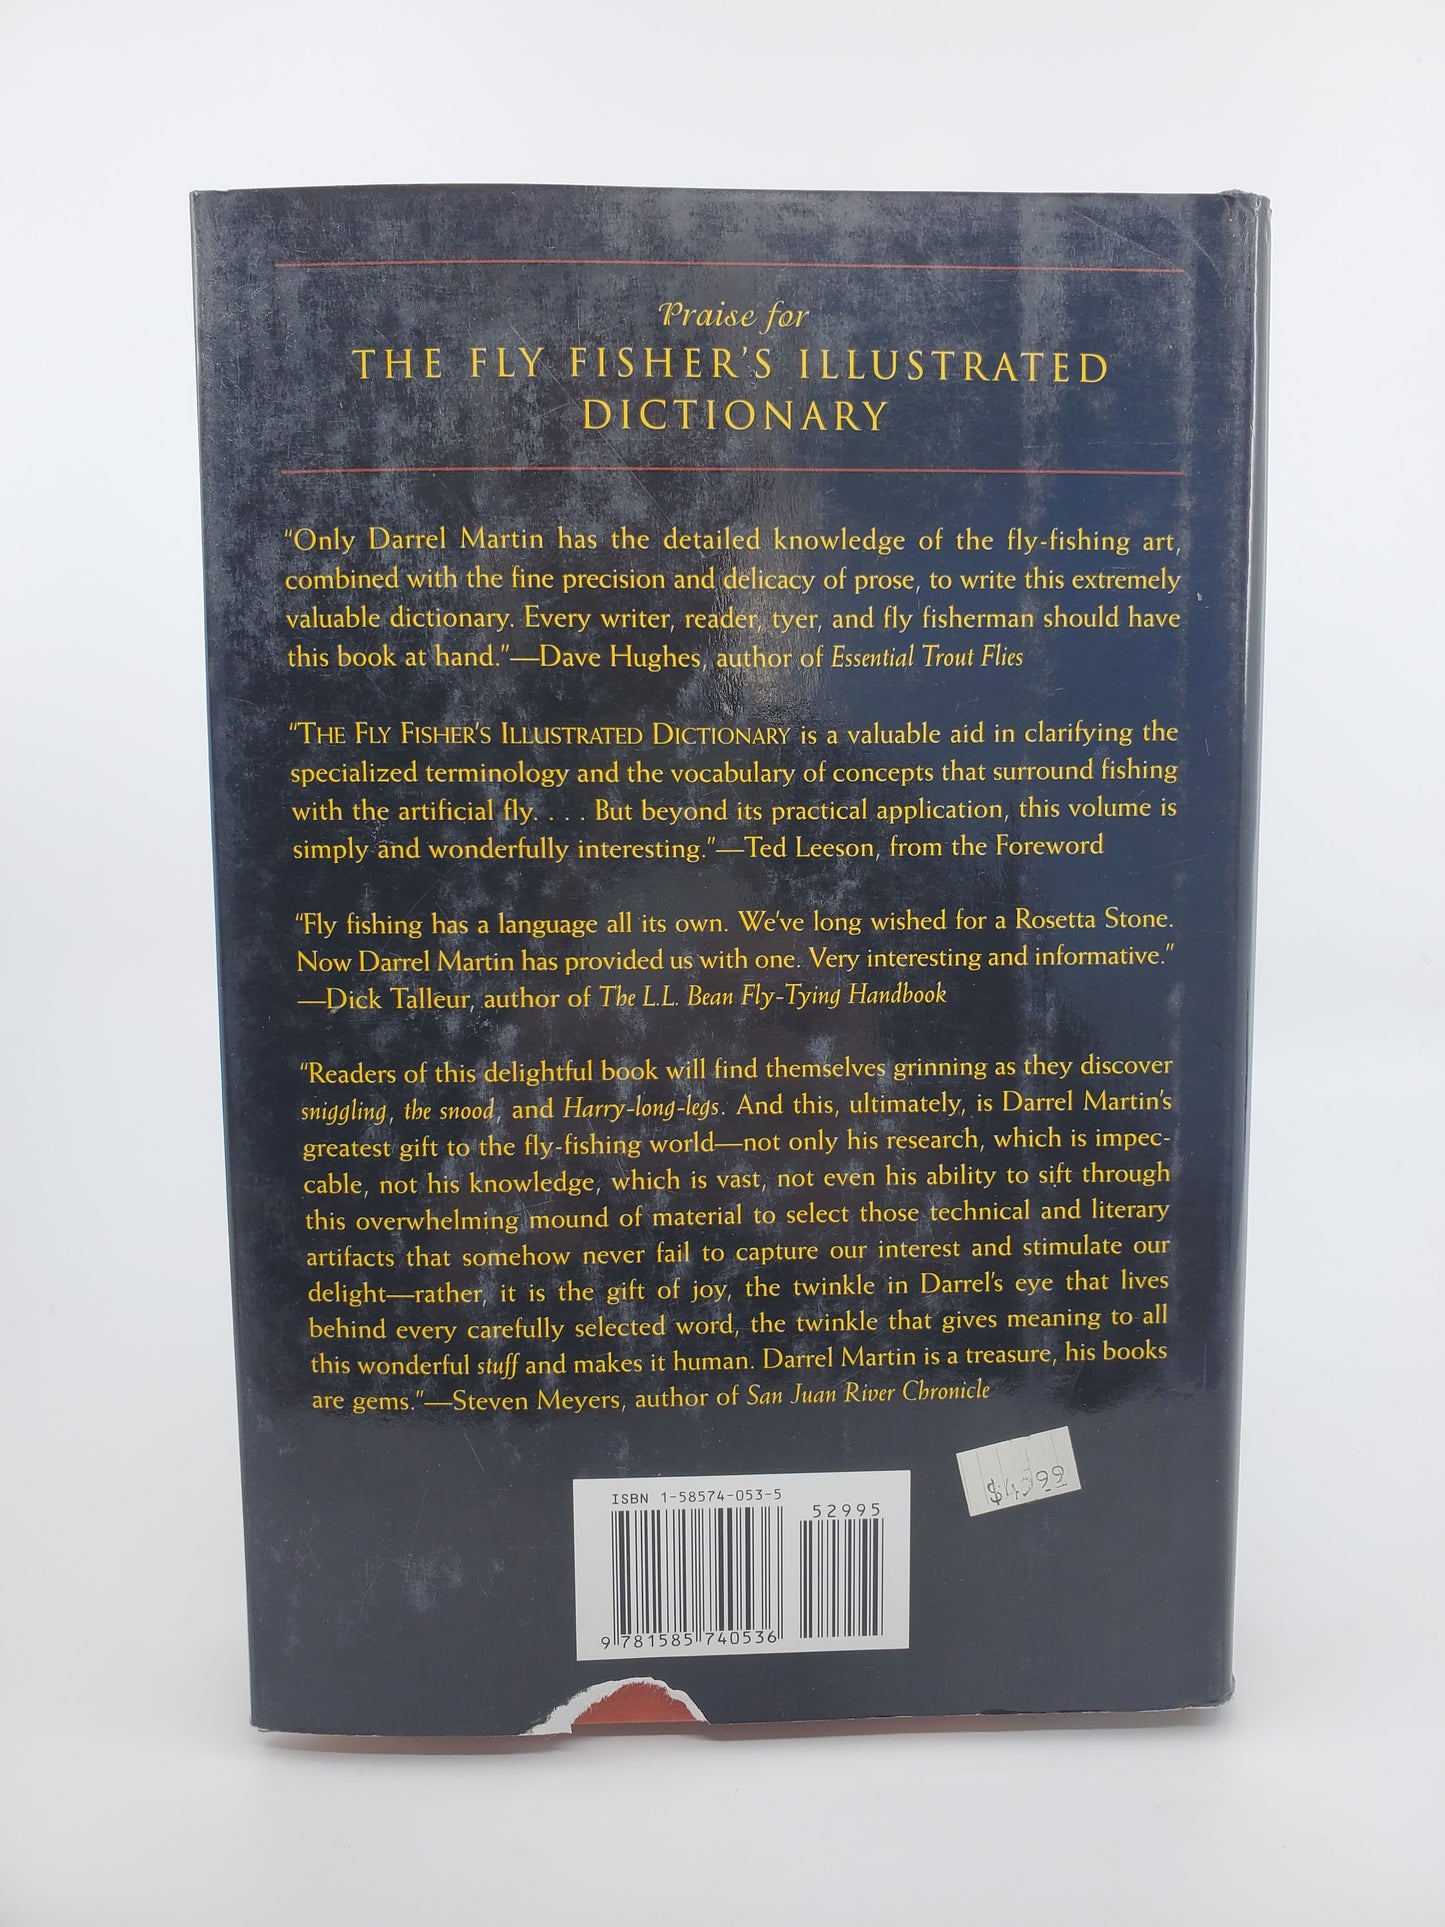 Praise for
THE FLY FISHER'S ILLUSTRATED
DICTIONARY
"Only Darrel Martin has the detailed knowledge of the fly-fishing art,
combined with the fine precision and delicacy of prose, to write this extremely
valuable dictionary. Every writer, reader, tyer, and fly fisherman should have
this book at hand."—Dave Hughes, author of Essential Trout Flies
"THE FLY FISHER'S ILLUSTRATED DICTIONARY is a valuable aid in clarifying the
specialized terminology and the vocabulary of concepts that surround fishing
with the artificial fly. . . . But beyond its practical application, this volume is
simply and wonderfully interesting."—Ted Leeson, from the Foreword
"Fly fishing has a language all its own. We've long wished for a Rosetta Stone.
Now Darrel Martin has provided us with one. Very interesting and informative."
—Dick Talleur, author of The L.L. Bean Fly-Tying Handbook
"Readers of this delightful book will find themselves grinning as they discover
sniggling, the snood, and Harry-long-legs. And this, ultimately, is Darrel Martin's
greatest gift to the fly-fishing world—not only his research, which is impec-
cable, not his knowledge, which is vast, not even his ability to sift through
this overwhelming mound of material to select those technical and literary
artifacts that somehow never fail to capture our interest and stimulate our
delight—rather, it is the gift of joy, the twinkle in Darrel's eye that lives
behind every carefully selected word, the twinkle that gives meaning to all
this wonderful stuff and makes it human. Darrel Martin is a treasure, his books
are gems."—Steven Meyers, author of San Juan River Chronicle
$45.99
ISBN 1-58574-053-5
52995
9 781585 740536